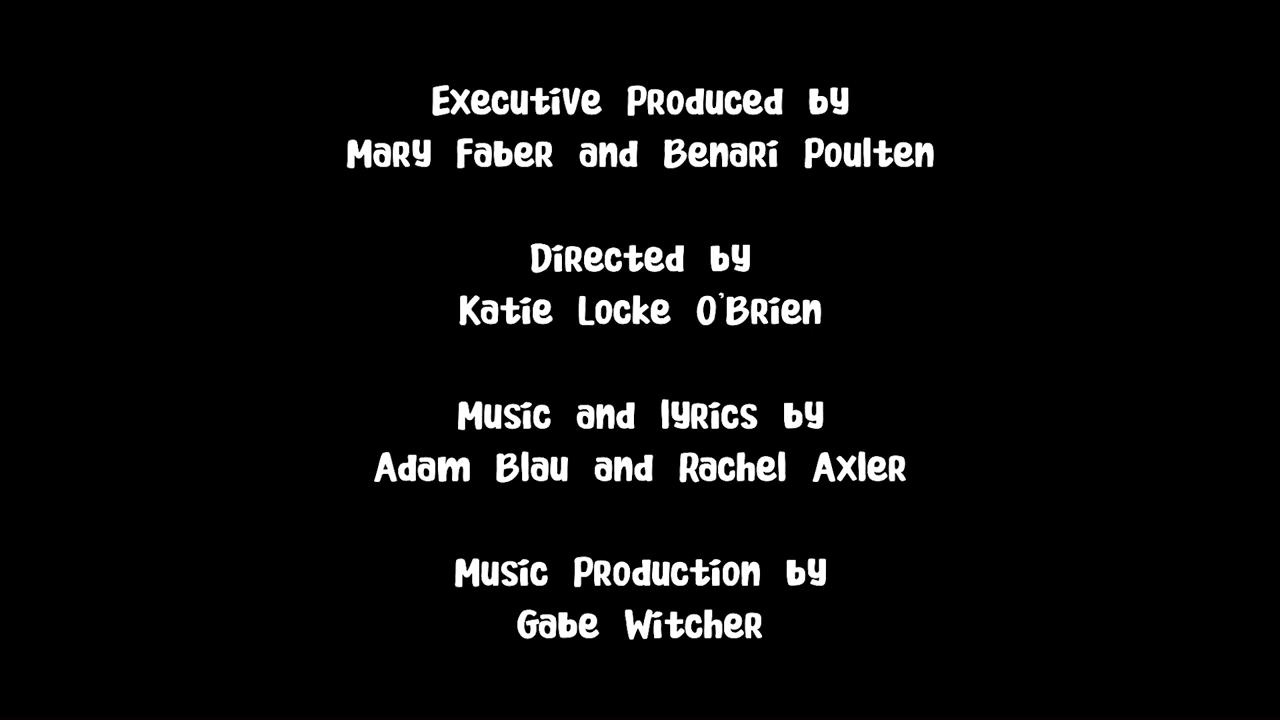 Executive Produced by
Mary Faber and Benari Poulten
Directed by
Katie Locke O'Brien
Music and lyrics by
Adam Blau and Rachel Axler
Music Production by
Gabe Witcher